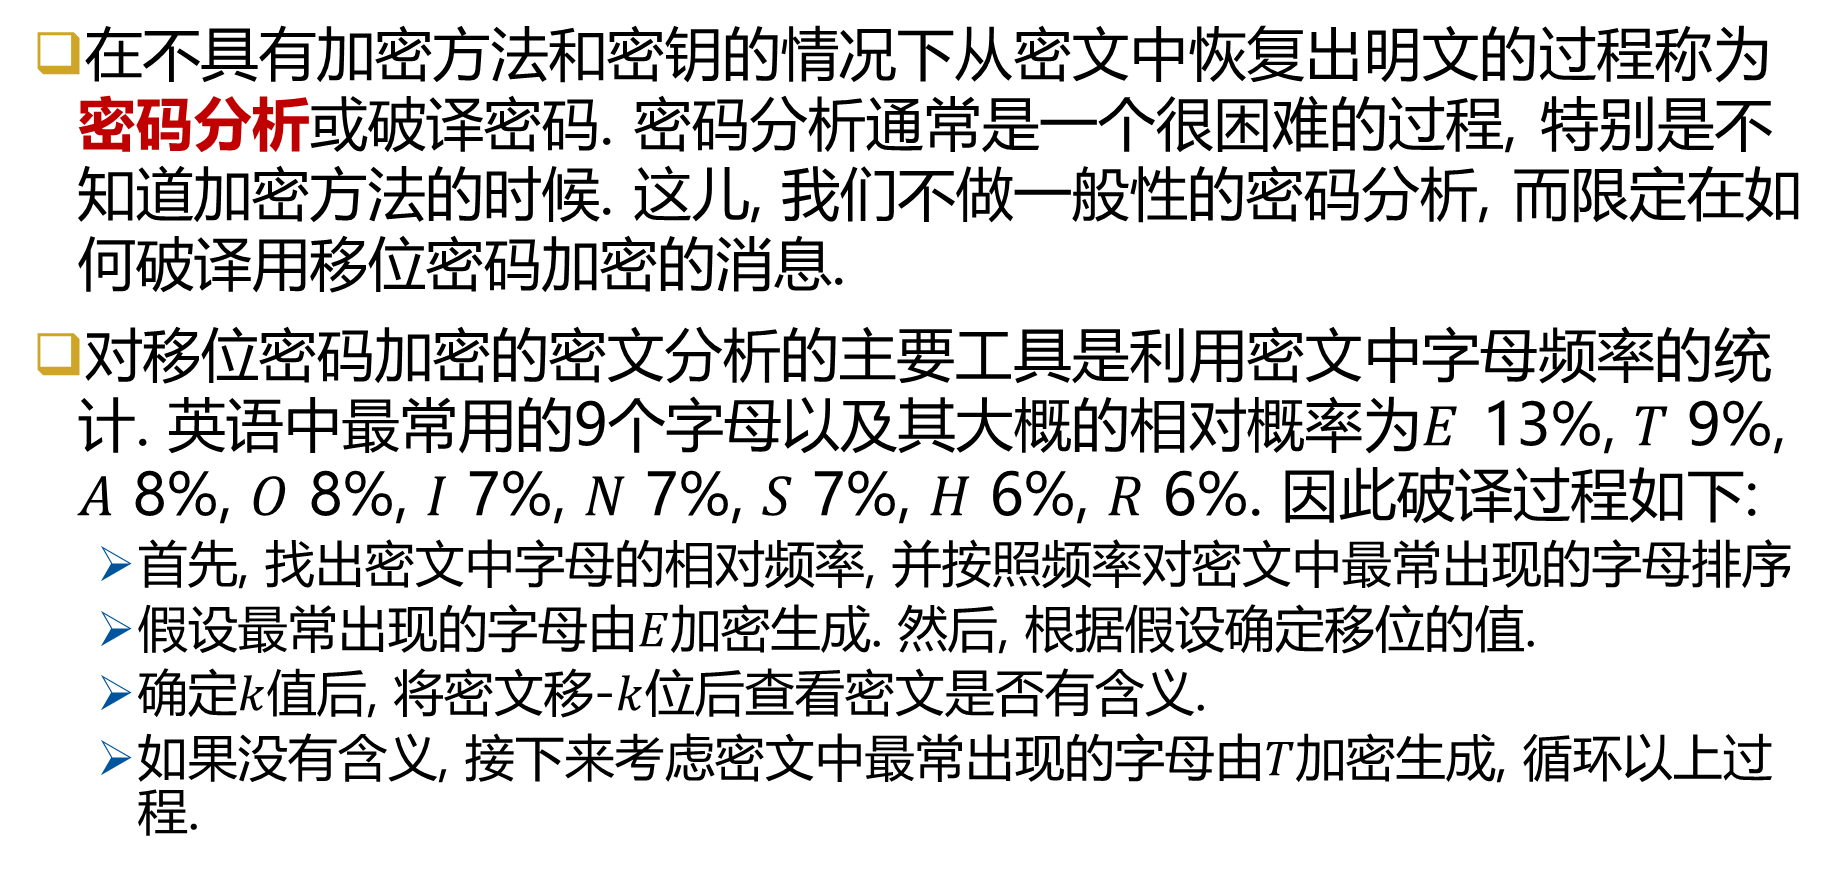 在不具有加密方法和密钥的情况下从密文中恢复出明文的过程称为
密码分析或破译密码. 密码分析通常是一个很困难的过程, 特别是不
知道加密方法的时候. 这儿, 我们不做一般性的密码分析, 而限定在如
何破译用移位密码加密的消息.
对移位密码加密的密文分析的主要工具是利用密文中字母频率的统
计. 英语中最常用的9个字母以及其大概的相对概率为E 13%, T 9%,
A 8%, O 8%, I 7%, N 7%, S 7%, H 6%, R 6%. 因此破译过程如下:
首先, 找出密文中字母的相对频率, 并按照频率对密文中最常出现的字母排序
假设最常出现的字母由E加密生成. 然后, 根据假设确定移位的值.
确定k值后, 将密文移-k位后查看密文是否有含义.
如果没有含义, 接下来考虑密文中最常出现的字母由T加密生成, 循环以上过
程.